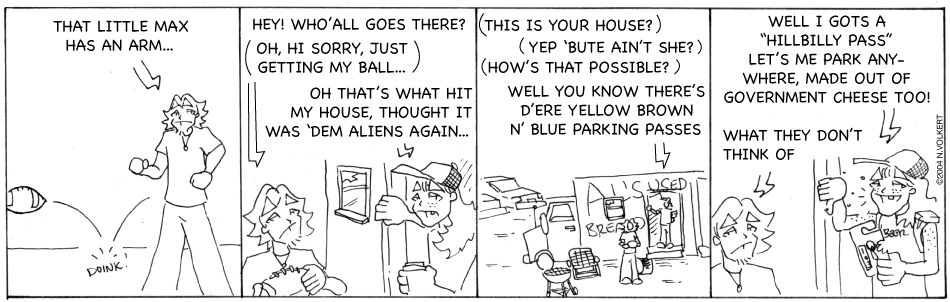 THAT LITTLE MAX
HAS AN ARM...
DOINK!
HEY! WHO'ALL GOES THERE?
(OH, HI SORRY, JUST
GETTING MY BALL...)
OH THAT'S WHAT HIT
MY HOUSE, THOUGHT IT
WAS 'DEM ALIENS AGAIN...
(THIS IS YOUR HOUSE?)
(YEP 'BUTE AIN'T SHE?)
(HOW'S THAT POSSIBLE?)
WELL YOU KNOW THERE'S
D'ERE YELLOW BROWN
N' BLUE PARKING PASSES
USED
BREAD
WELL I GOTS A
"HILLBILLY PASS"
LET'S ME PARK ANY-
WHERE, MADE OUT OF
GOVERNMENT CHEESE TOO!
WHAT THEY DON'T
THINK OF
BEER
©2004 N.VOLKERT